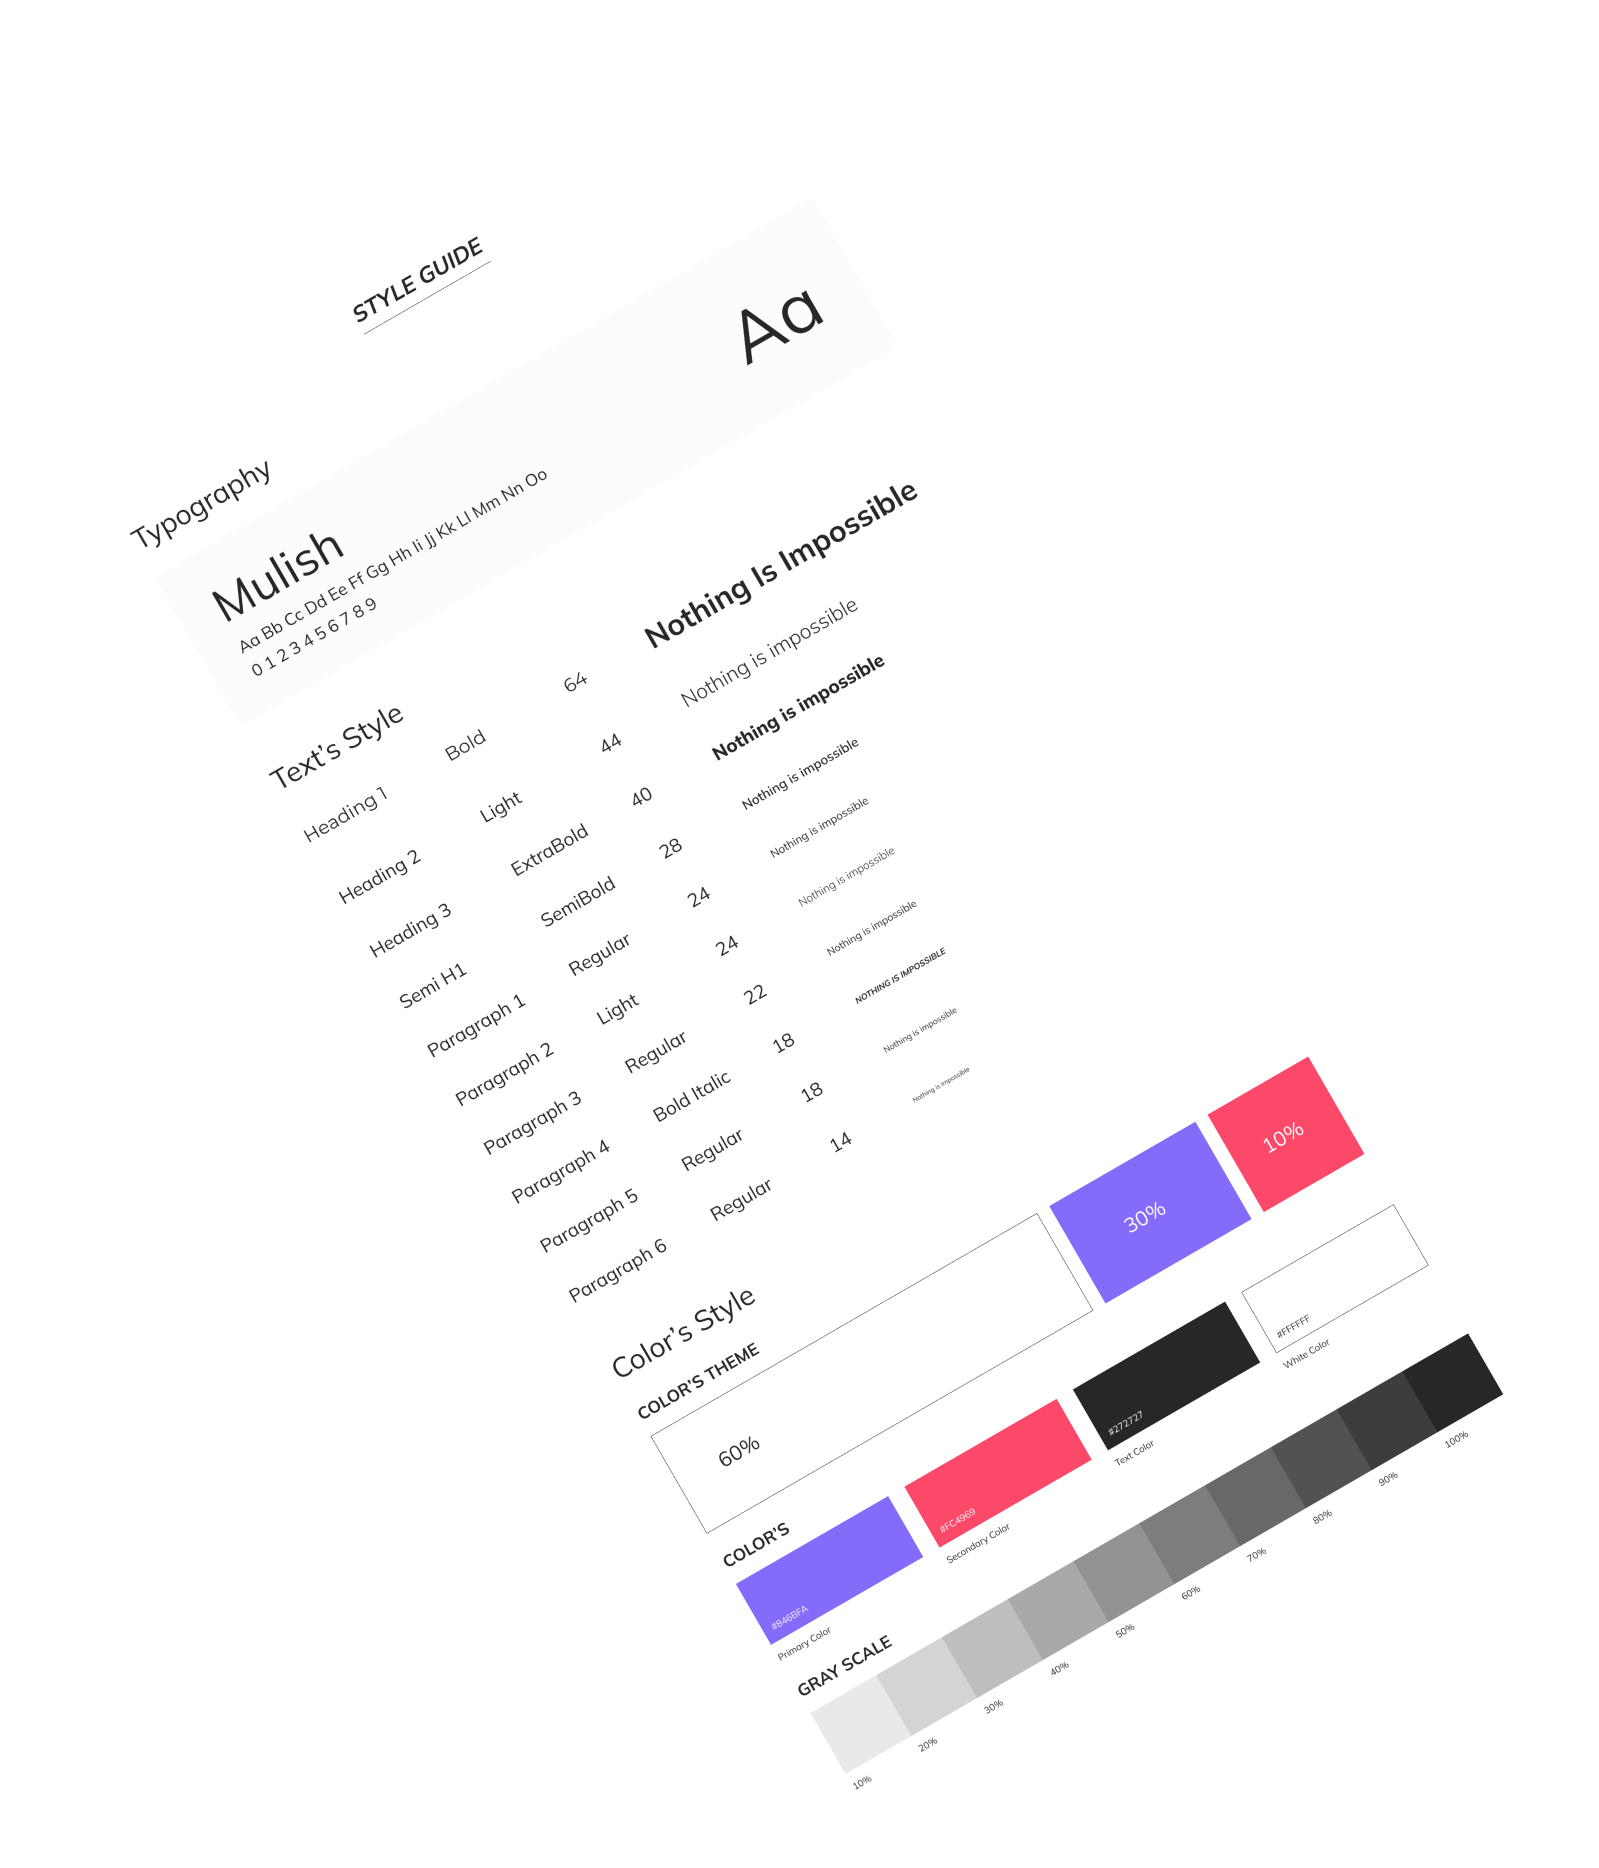 STYLE GUIDE
Typography
Aa
Mulish
Aa Bb Cc Dd Ee Ff Gg Hh Ii Jj Kk Ll Mm Nn Oo
0 1 2 3 4 5 6 7 8 9
Text's Style
Heading 1 Bold 64 Nothing Is Impossible
Heading 2 Light 44 Nothing is impossible
Heading 3 ExtraBold 40 Nothing is impossible
Semi H1 SemiBold 28 Nothing is impossible
Paragraph 1 Regular 24 Nothing is impossible
Paragraph 2 Light 24 Nothing is impossible
Paragraph 3 Regular 22 Nothing is impossible
Paragraph 4 Bold Italic 18 NOTHING IS IMPOSSIBLE
Paragraph 5 Regular 18 Nothing is impossible
Paragraph 6 Regular 14 Nothing is impossible
Color's Style
COLOR'S THEME
60% 30% 10%
COLOR'S
#846BFA #FC4969 #272727 #FFFFFF
Primary Color Secondary Color Text Color White Color
GRAY SCALE
10% 20% 30% 40% 50% 60% 70% 80% 90% 100%